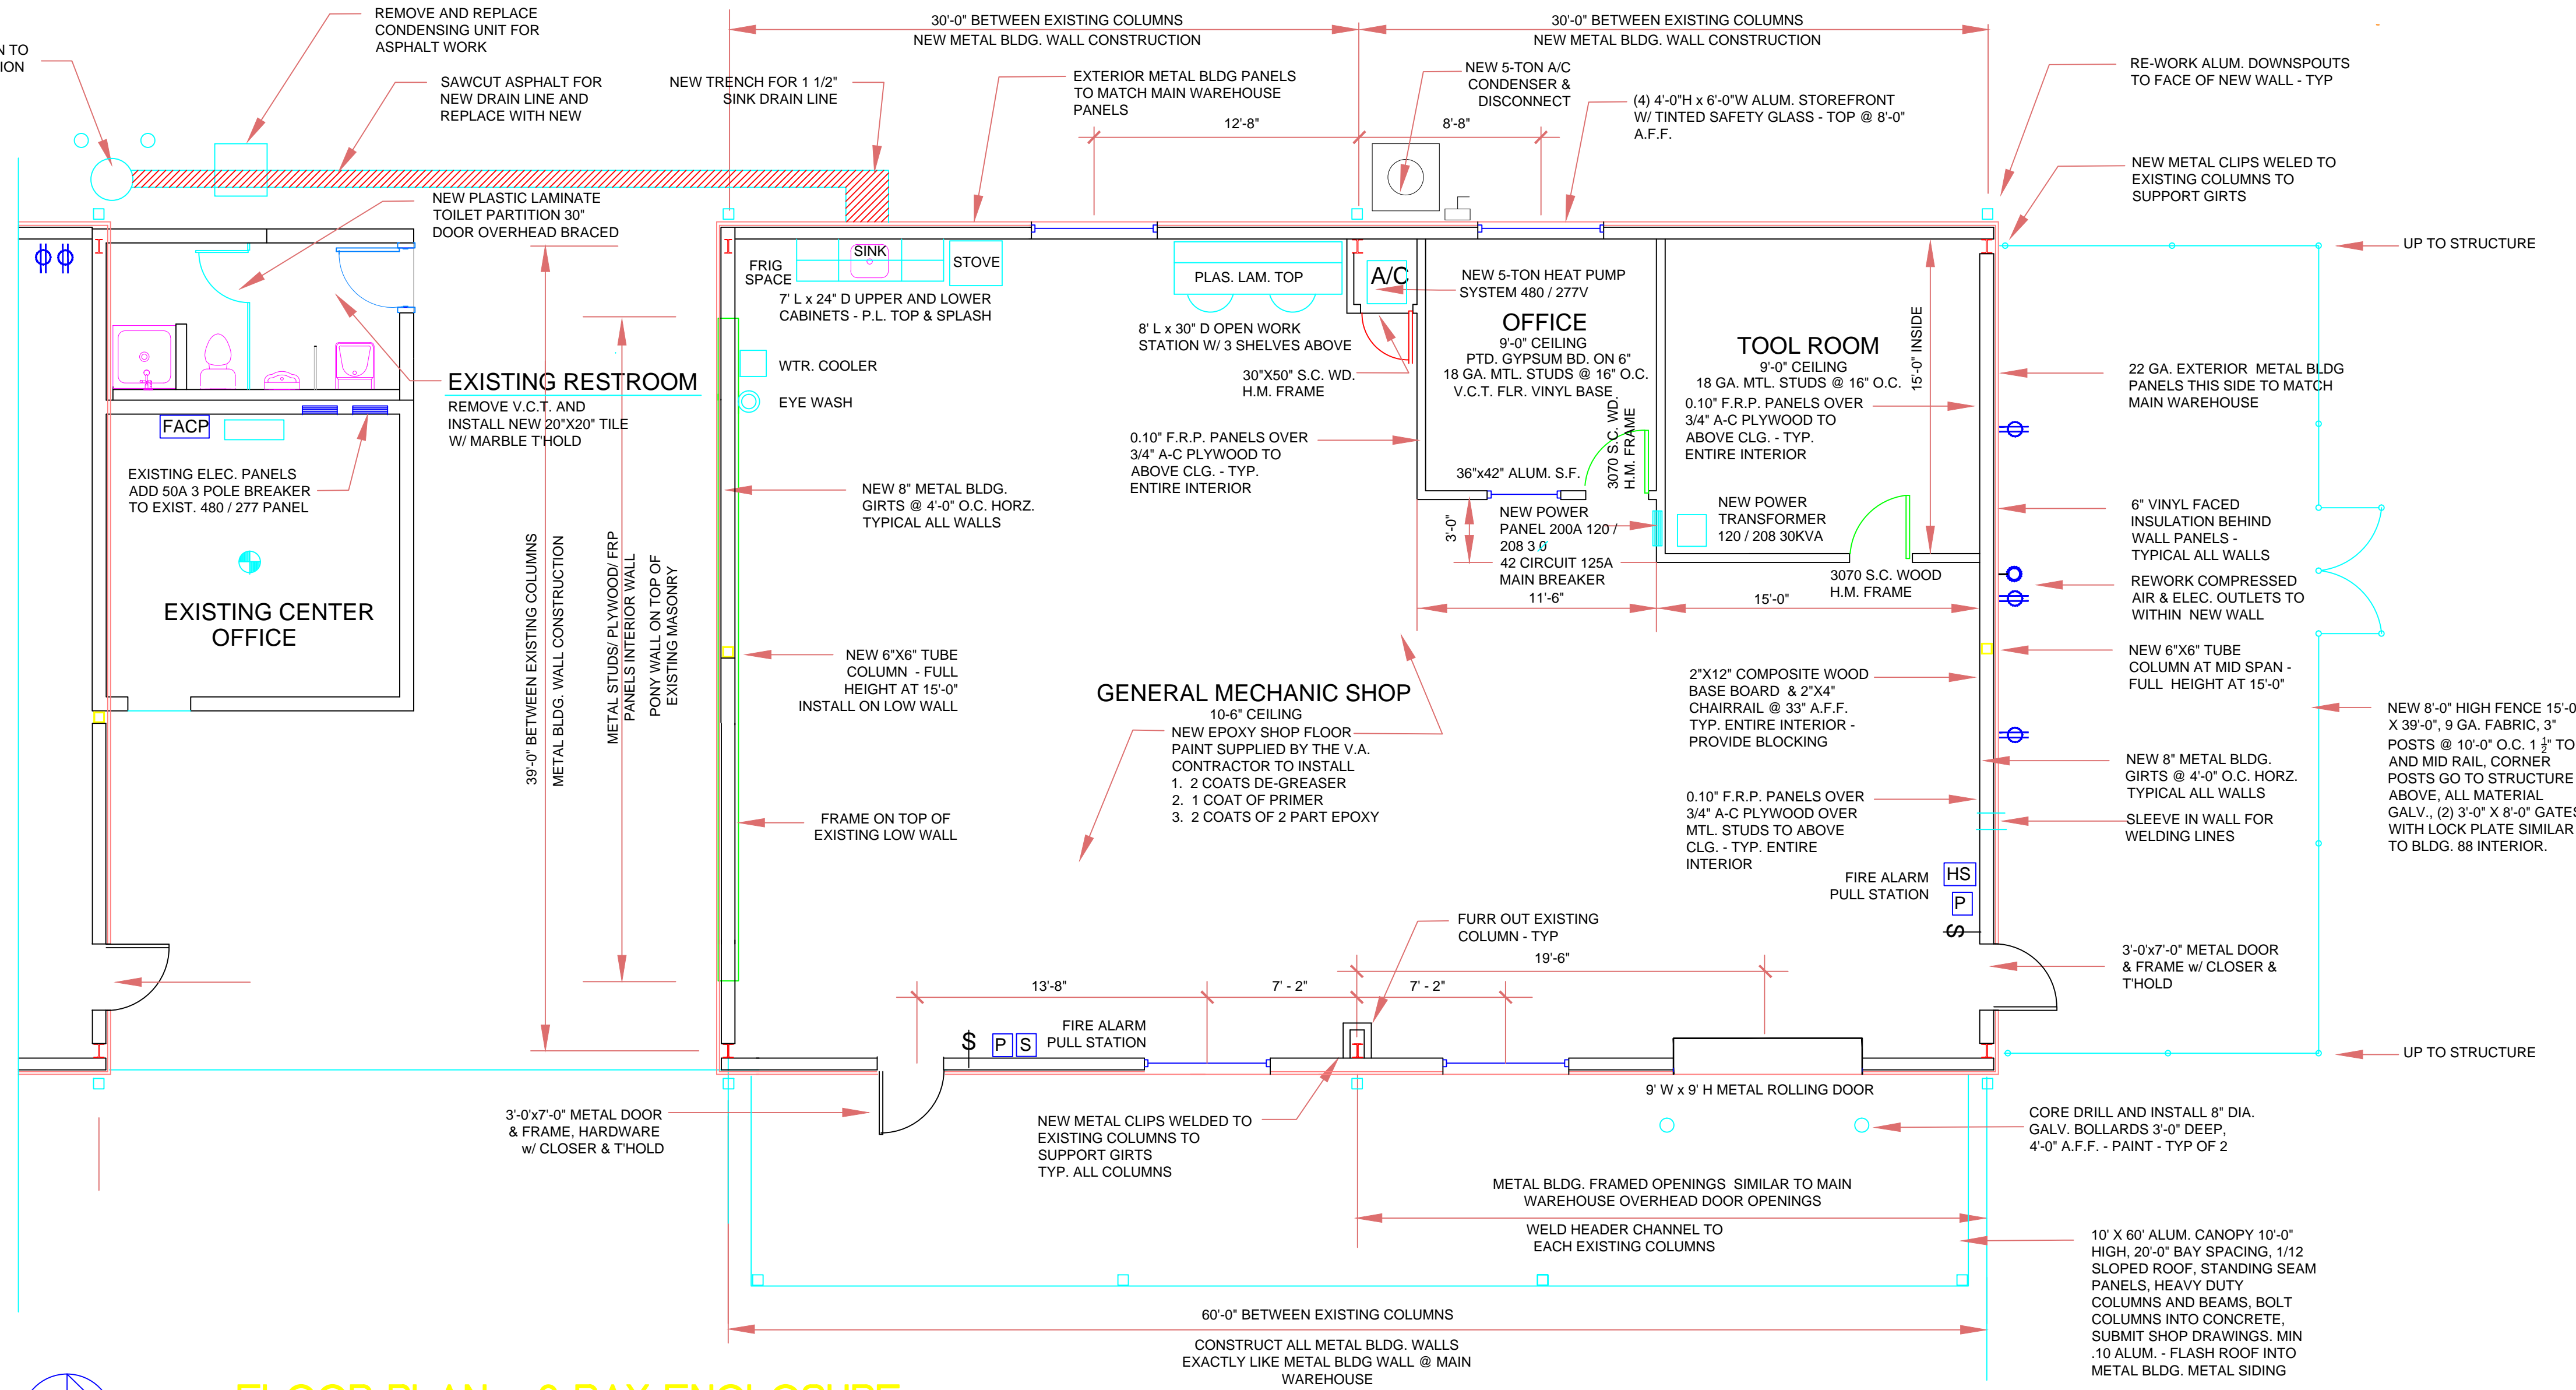 N TO
ION
REMOVE AND REPLACE
CONDENSING UNIT FOR
ASPHALT WORK
SAWCUT ASPHALT FOR
NEW DRAIN LINE AND
REPLACE WITH NEW
NEW TRENCH FOR 1 1/2"
SINK DRAIN LINE
30'-0" BETWEEN EXISTING COLUMNS
NEW METAL BLDG. WALL CONSTRUCTION
30'-0" BETWEEN EXISTING COLUMNS
NEW METAL BLDG. WALL CONSTRUCTION
EXTERIOR METAL BLDG PANELS
TO MATCH MAIN WAREHOUSE
PANELS
NEW 5-TON A/C
CONDENSER &
DISCONNECT
(4) 4'-0"H x 6'-0"W ALUM. STOREFRONT
W/ TINTED SAFETY GLASS - TOP @ 8'-0"
A.F.F.
12'-8"
8'-8"
RE-WORK ALUM. DOWNSPOUTS
TO FACE OF NEW WALL - TYP
NEW METAL CLIPS WELED TO
EXISTING COLUMNS TO
SUPPORT GIRTS
UP TO STRUCTURE
NEW PLASTIC LAMINATE
TOILET PARTITION 30"
DOOR OVERHEAD BRACED
EXISTING RESTROOM
REMOVE V.C.T. AND
INSTALL NEW 20"X20" TILE
W/ MARBLE T'HOLD
FACP
EXISTING ELEC. PANELS
ADD 50A 3 POLE BREAKER
TO EXIST. 480 / 277 PANEL
EXISTING CENTER
OFFICE
39'-0" BETWEEN EXISTING COLUMNS
METAL BLDG. WALL CONSTRUCTION
METAL STUDS/ PLYWOOD/ FRP
PANELS INTERIOR WALL
PONY WALL ON TOP OF
EXISTING MASONRY
FRIG
SPACE
SINK
STOVE
7' L x 24" D UPPER AND LOWER
CABINETS - P.L. TOP & SPLASH
WTR. COOLER
EYE WASH
PLAS. LAM. TOP
8' L x 30" D OPEN WORK
STATION W/ 3 SHELVES ABOVE
A/C
NEW 5-TON HEAT PUMP
SYSTEM 480 / 277V
OFFICE
9'-0" CEILING
PTD. GYPSUM BD. ON 6"
18 GA. MTL. STUDS @ 16" O.C.
V.C.T. FLR. VINYL BASE
30"X50" S.C. WD.
H.M. FRAME
0.10" F.R.P. PANELS OVER
3/4" A-C PLYWOOD TO
ABOVE CLG. - TYP.
ENTIRE INTERIOR
36"x42" ALUM. S.F.
3070 S.C. WD.
H.M. FRAME
TOOL ROOM
9'-0" CEILING
18 GA. MTL. STUDS @ 16" O.C.
0.10" F.R.P. PANELS OVER
3/4" A-C PLYWOOD TO
ABOVE CLG. - TYP.
ENTIRE INTERIOR
15'-0" INSIDE
NEW POWER
PANEL 200A 120 /
208 3 Ø
42 CIRCUIT 125A
MAIN BREAKER
3'-0"
NEW POWER
TRANSFORMER
120 / 208 30KVA
3070 S.C. WOOD
H.M. FRAME
11'-6"
15'-0"
22 GA. EXTERIOR METAL BLDG
PANELS THIS SIDE TO MATCH
MAIN WAREHOUSE
6" VINYL FACED
INSULATION BEHIND
WALL PANELS -
TYPICAL ALL WALLS
REWORK COMPRESSED
AIR & ELEC. OUTLETS TO
WITHIN NEW WALL
NEW 6"X6" TUBE
COLUMN AT MID SPAN -
FULL HEIGHT AT 15'-0"
NEW 8" METAL BLDG.
GIRTS @ 4'-0" O.C. HORZ.
TYPICAL ALL WALLS
SLEEVE IN WALL FOR
WELDING LINES
NEW 8'-0" HIGH FENCE 15'-0
X 39'-0", 9 GA. FABRIC, 3"
POSTS @ 10'-0" O.C. 1 ½" TO
AND MID RAIL, CORNER
POSTS GO TO STRUCTURE
ABOVE, ALL MATERIAL
GALV., (2) 3'-0" X 8'-0" GATES
WITH LOCK PLATE SIMILAR
TO BLDG. 88 INTERIOR.
NEW 8" METAL BLDG.
GIRTS @ 4'-0" O.C. HORZ.
TYPICAL ALL WALLS
NEW 6"X6" TUBE
COLUMN - FULL
HEIGHT AT 15'-0"
INSTALL ON LOW WALL
FRAME ON TOP OF
EXISTING LOW WALL
GENERAL MECHANIC SHOP
10-6" CEILING
NEW EPOXY SHOP FLOOR
PAINT SUPPLIED BY THE V.A.
CONTRACTOR TO INSTALL
1. 2 COATS DE-GREASER
2. 1 COAT OF PRIMER
3. 2 COATS OF 2 PART EPOXY
2"X12" COMPOSITE WOOD
BASE BOARD & 2"X4"
CHAIRRAIL @ 33" A.F.F.
TYP. ENTIRE INTERIOR -
PROVIDE BLOCKING
0.10" F.R.P. PANELS OVER
3/4" A-C PLYWOOD OVER
MTL. STUDS TO ABOVE
CLG. - TYP. ENTIRE
INTERIOR
FIRE ALARM
PULL STATION
HS
P
S
FURR OUT EXISTING
COLUMN - TYP
19'-6"
13'-8"
7' - 2"
7' - 2"
$
P
S
FIRE ALARM
PULL STATION
3'-0'x7'-0" METAL DOOR
& FRAME w/ CLOSER &
T'HOLD
UP TO STRUCTURE
3'-0'x7'-0" METAL DOOR
& FRAME, HARDWARE
w/ CLOSER & T'HOLD
NEW METAL CLIPS WELDED TO
EXISTING COLUMNS TO
SUPPORT GIRTS
TYP. ALL COLUMNS
9' W x 9' H METAL ROLLING DOOR
CORE DRILL AND INSTALL 8" DIA.
GALV. BOLLARDS 3'-0" DEEP,
4'-0" A.F.F. - PAINT - TYP OF 2
METAL BLDG. FRAMED OPENINGS SIMILAR TO MAIN
WAREHOUSE OVERHEAD DOOR OPENINGS
WELD HEADER CHANNEL TO
EACH EXISTING COLUMNS
10' X 60' ALUM. CANOPY 10'-0"
HIGH, 20'-0" BAY SPACING, 1/12
SLOPED ROOF, STANDING SEAM
PANELS, HEAVY DUTY
COLUMNS AND BEAMS, BOLT
COLUMNS INTO CONCRETE,
SUBMIT SHOP DRAWINGS. MIN
.10 ALUM. - FLASH ROOF INTO
METAL BLDG. METAL SIDING
60'-0" BETWEEN EXISTING COLUMNS
CONSTRUCT ALL METAL BLDG. WALLS
EXACTLY LIKE METAL BLDG WALL @ MAIN
WAREHOUSE
FLOOR PLAN - 2 BAY ENCLOSURE